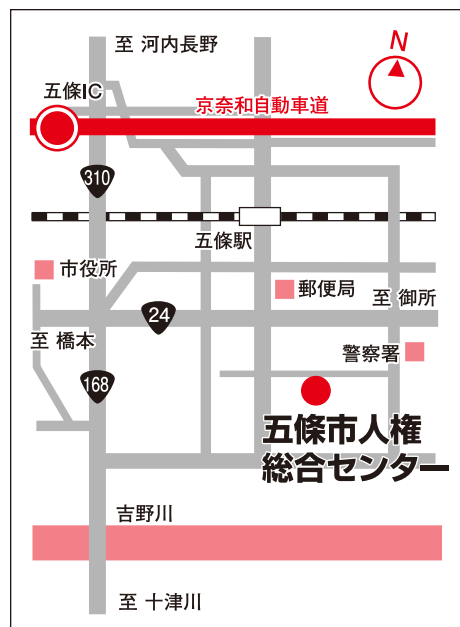 至 河内長野
N
五條IC
京奈和自動車道
310
五條駅
市役所
郵便局
至 御所
24
至 橋本
警察署
168
五條市人権
総合センター
吉野川
至 十津川